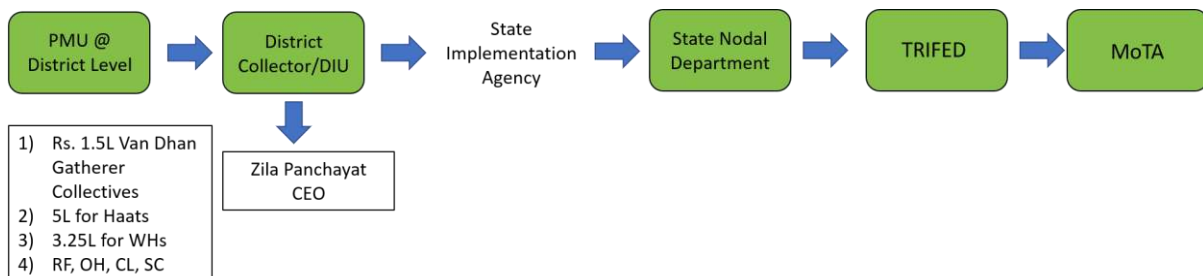 PMU @
District Level
District
Collector/DIU
State
Implementation
Agency
State Nodal
Department
TRIFED
MoTA
1) Rs. 1.5L Van Dhan
Gatherer
Collectives
2) 5L for Haats
3) 3.25L for WHs
4) RF, OH, CL, SC
Zila Panchayat
CEO